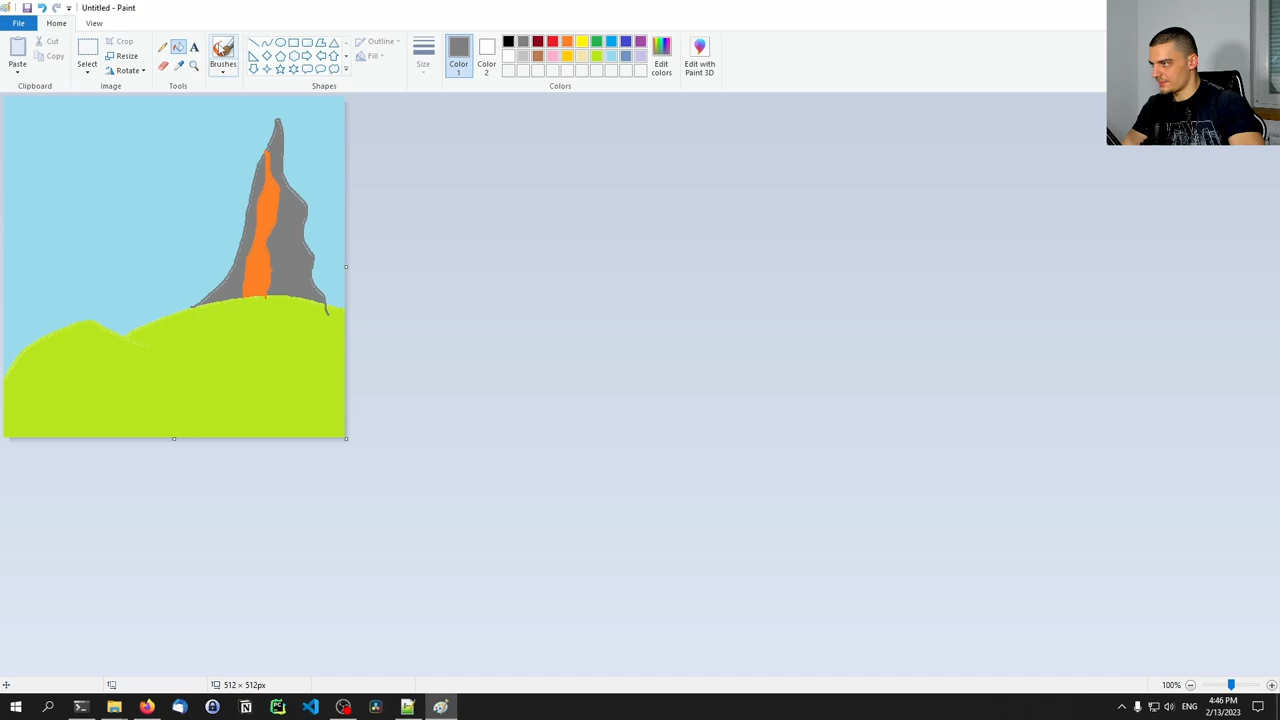 Untitled - Paint
File Home View
Paste
Cut
Copy
Clipboard
Select
Crop
Resize
Rotate
Image
A
Tools
Brushes
Outline
Fill
Shapes
Size
Color 1
Color 2
Edit colors
Edit with Paint 3D
Colors
512 × 512px
100%
ENG
4:46 PM
2/13/2023